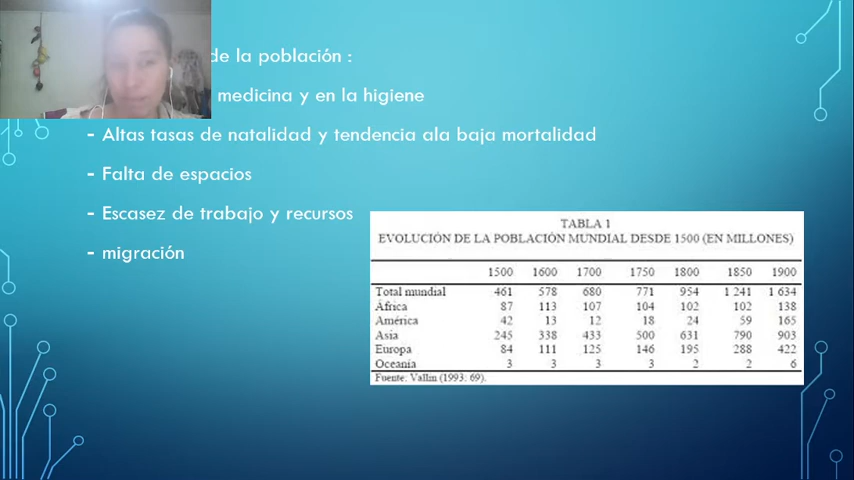 de la población :
medicina y en la higiene
- Altas tasas de natalidad y tendencia ala baja mortalidad
- Falta de espacios
- Escasez de trabajo y recursos
- migración
TABLA 1
EVOLUCIÓN DE LA POBLACIÓN MUNDIAL DESDE 1500 (EN MILLONES)
1500 1600 1700 1750 1800 1850 1900
Total mundial 461 578 680 771 954 1 241 1 634
África 87 113 107 104 102 102 138
América 42 13 12 18 24 59 165
Asia 245 338 433 500 631 790 903
Europa 84 111 125 146 195 288 422
Oceanía 3 3 3 3 2 2 6
Fuente: Vallin (1993: 69).